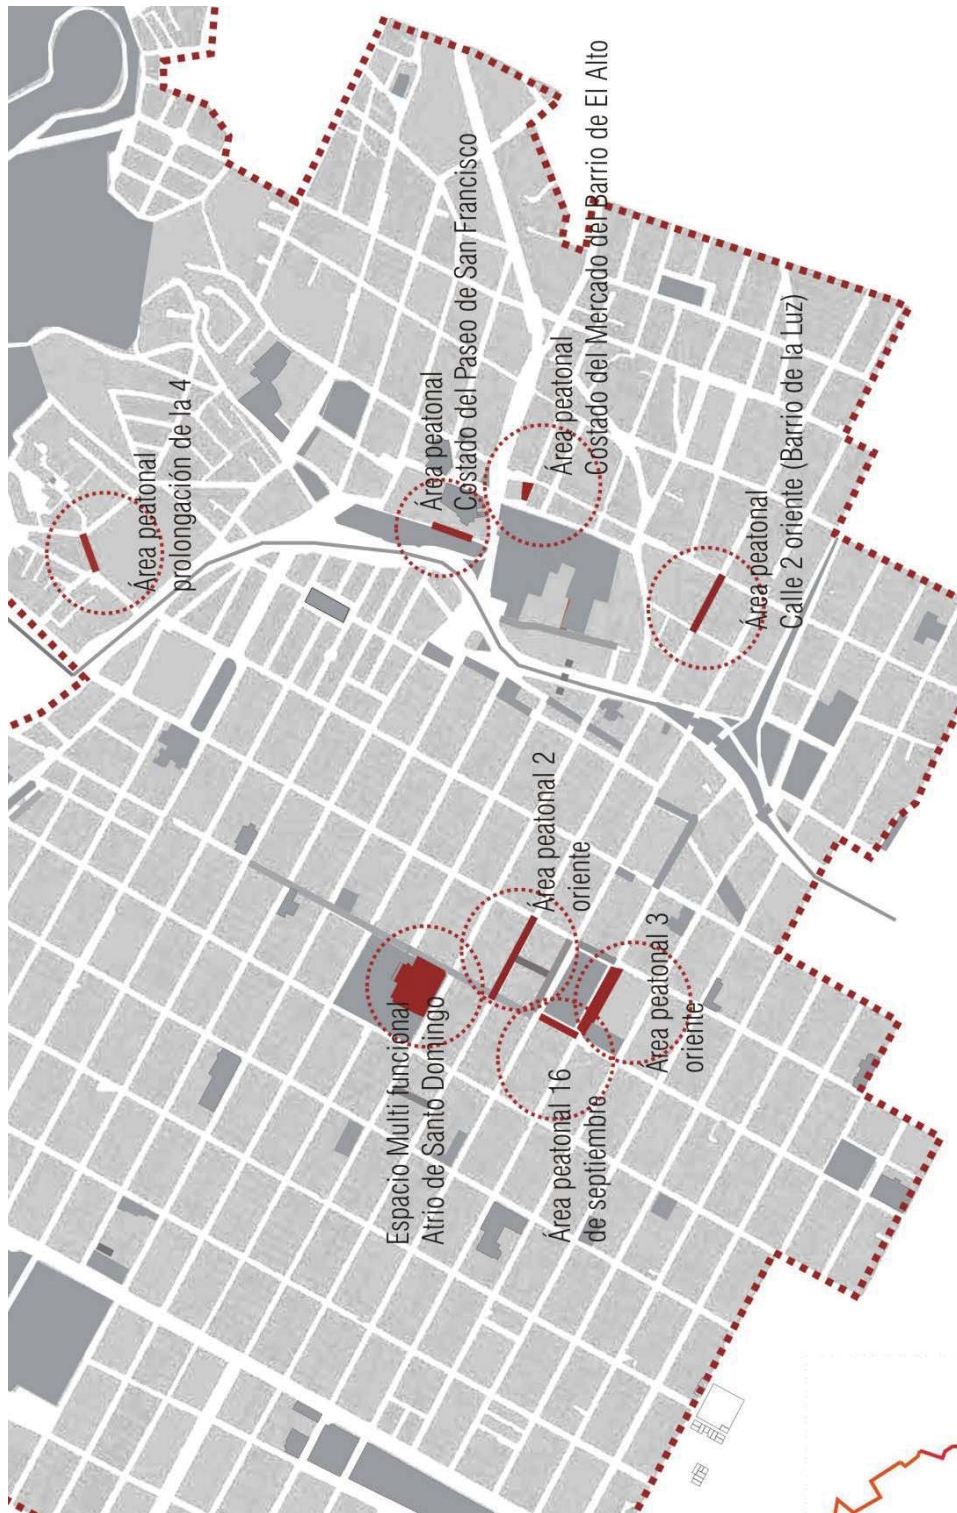 Área peatonal
prolongación de la 4
Área peatonal
Costado del Paseo de San Francisco
Área peatonal
Costado del Mercado del Barrio de El Alto
Área peatonal
Calle 2 oriente (Barrio de la Luz)
Área peatonal 2
oriente
Área peatonal 3
oriente
Espacio Multi funcional
Atrio de Santo Domingo
Área peatonal 16
de septiembre